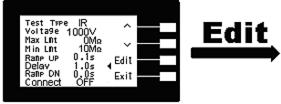 Test Type IR ^
Voltage 1000V
Max Lmt 0MΩ
Min Lmt 10MΩ
Ramp UP 0.1s Edit
Delay 1.0s
Ramp DN 0.0s Exit
Connect OFF
Edit